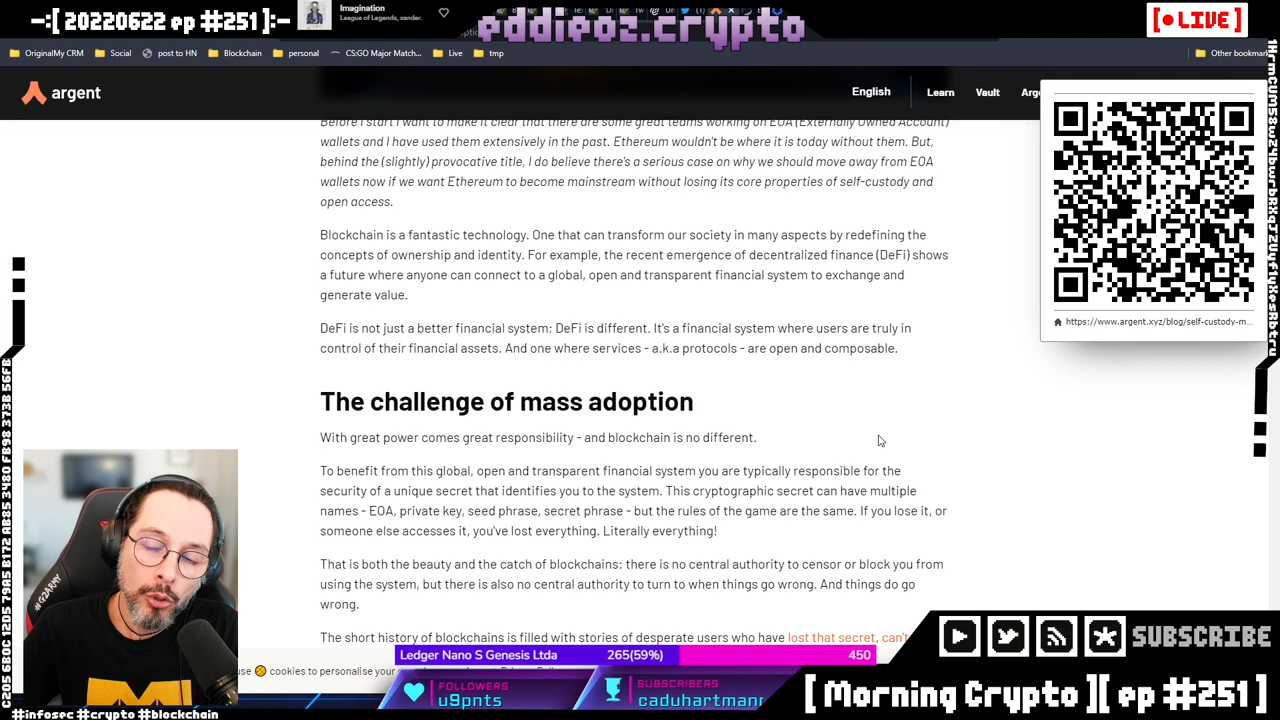 -:[ 20220622 ep #251 ]:-
Imagination
League of Legends, xander.
eddieoz.crypto
[ • LIVE ]
OriginalMy CRM
Social
post to HN
Blockchain
personal
CS:GO Major Match...
Live
tmp
Other bookmar
argent
English
Learn
Vault
Before I start I want to make it clear that there are some great teams working on EOA (Externally Owned Account)
wallets and I have used them extensively in the past. Ethereum wouldn't be where it is today without them. But,
behind the (slightly) provocative title, I do believe there's a serious case on why we should move away from EOA
wallets now if we want Ethereum to become mainstream without losing its core properties of self-custody and
open access.
Blockchain is a fantastic technology. One that can transform our society in many aspects by redefining the
concepts of ownership and identity. For example, the recent emergence of decentralized finance (DeFi) shows
a future where anyone can connect to a global, open and transparent financial system to exchange and
generate value.
DeFi is not just a better financial system; DeFi is different. It's a financial system where users are truly in
control of their financial assets. And one where services - a.k.a protocols - are open and composable.
https://www.argent.xyz/blog/self-custody-m...
The challenge of mass adoption
With great power comes great responsibility - and blockchain is no different.
To benefit from this global, open and transparent financial system you are typically responsible for the
security of a unique secret that identifies you to the system. This cryptographic secret can have multiple
names - EOA, private key, seed phrase, secret phrase - but the rules of the game are the same. If you lose it, or
someone else accesses it, you've lost everything. Literally everything!
That is both the beauty and the catch of blockchains: there is no central authority to censor or block you from
using the system, but there is also no central authority to turn to when things go wrong. And things do go
wrong.
The short history of blockchains is filled with stories of desperate users who have lost that secret, can't
use cookies to personalise your
Ledger Nano S Genesis Ltda 265(59%) 450
FOLLOWERS
u9pnts
SUBSCRIBERS
caduhartmann
SUBSCRIBE
[ Morning Crypto ][ ep #251 ]
#infosec #crypto #blockchain